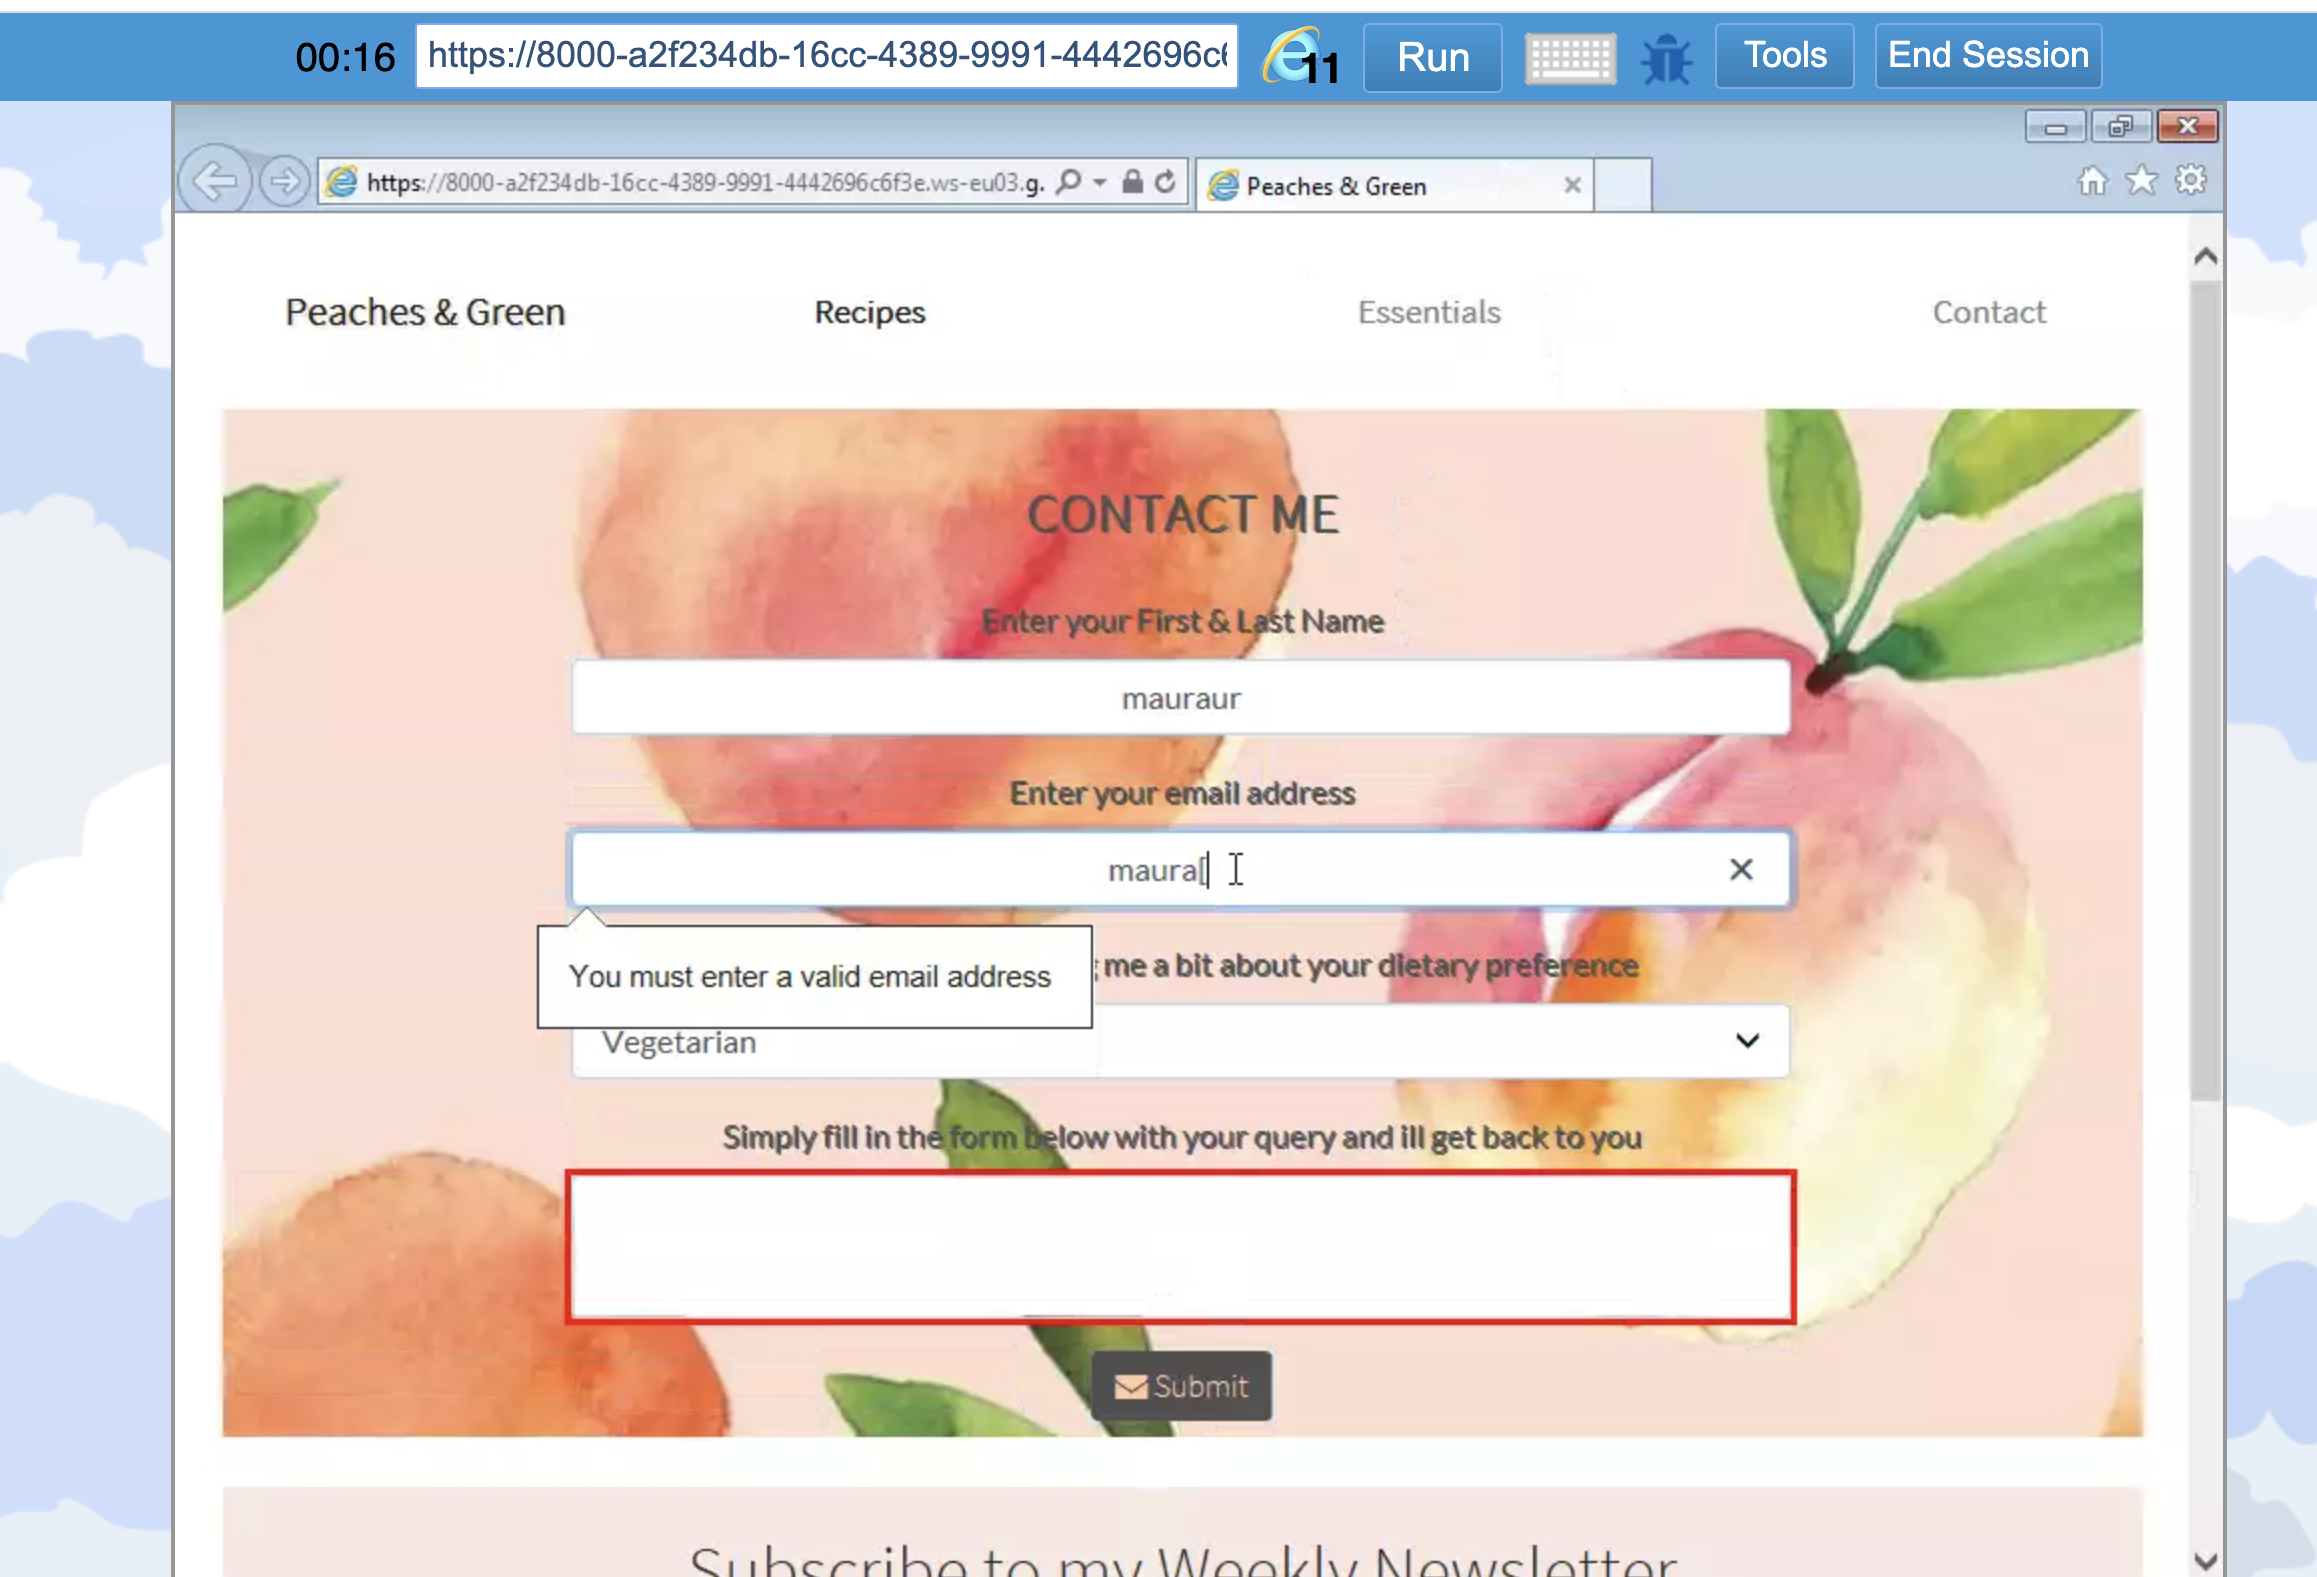 00:16 https://8000-a2f234db-16cc-4389-9991-4442696c6 11 Run Tools End Session
https://8000-a2f234db-16cc-4389-9991-4442696c6f3e.ws-eu03.g. Peaches & Green
Peaches & Green Recipes Essentials Contact
CONTACT ME
Enter your First & Last Name
mauraur
Enter your email address
maura[
You must enter a valid email address
me a bit about your dietary preference
Vegetarian
Simply fill in the form below with your query and ill get back to you
Submit
Subscribe to my Weekly Newsletter